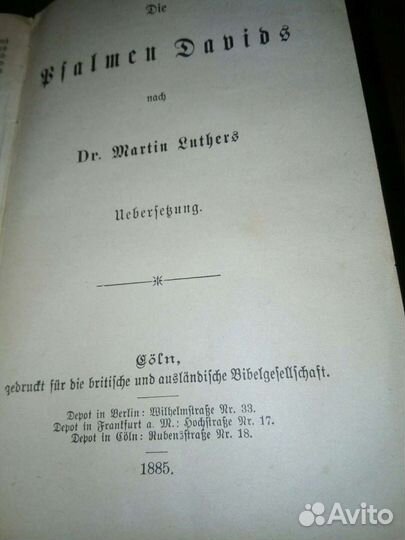 Die
Psalmen Davids
nach
Dr. Martin Luthers
Uebersetzung.
Cöln,
gedruckt für die britische und ausländische Bibelgesellschaft.
Depot in Berlin: Wilhelmstraße Nr. 33.
Depot in Frankfurt a. M.: Hochstraße Nr. 17.
Depot in Cöln: Rubensstraße Nr. 18.
1885.
Avito